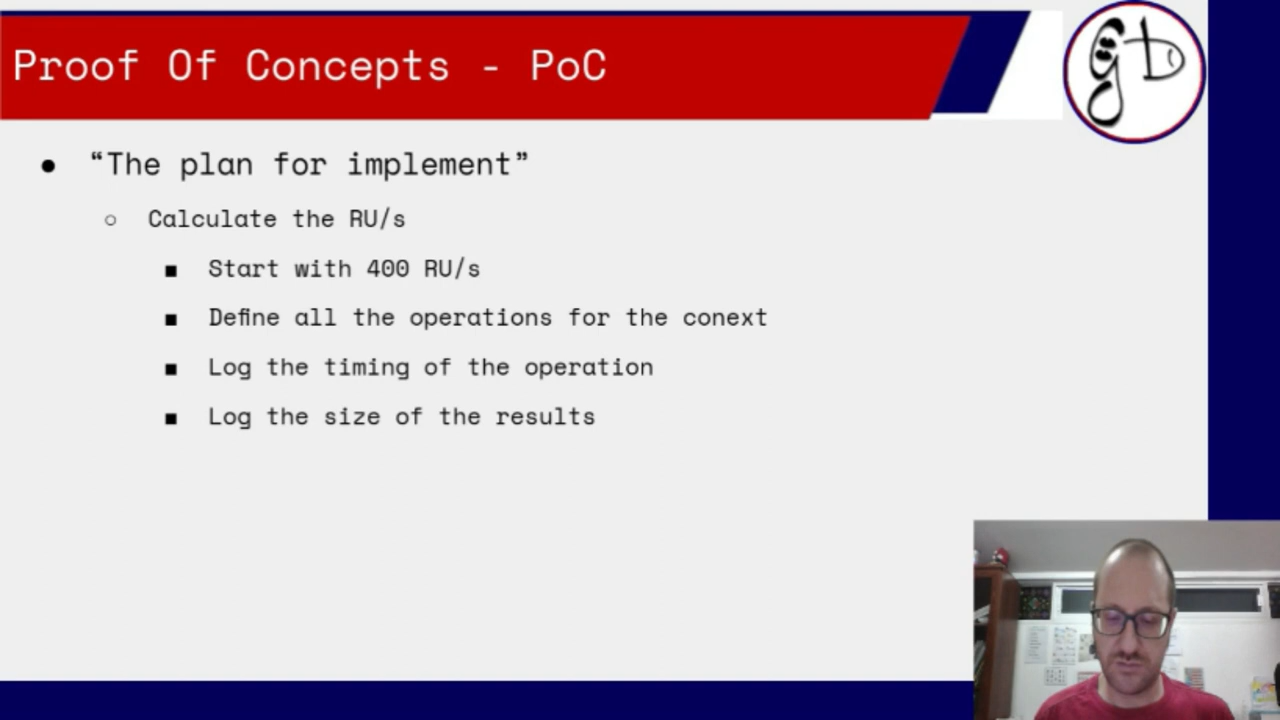 Proof Of Concepts - PoC
● “The plan for implement”
○ Calculate the RU/s
■ Start with 400 RU/s
■ Define all the operations for the conext
■ Log the timing of the operation
■ Log the size of the results